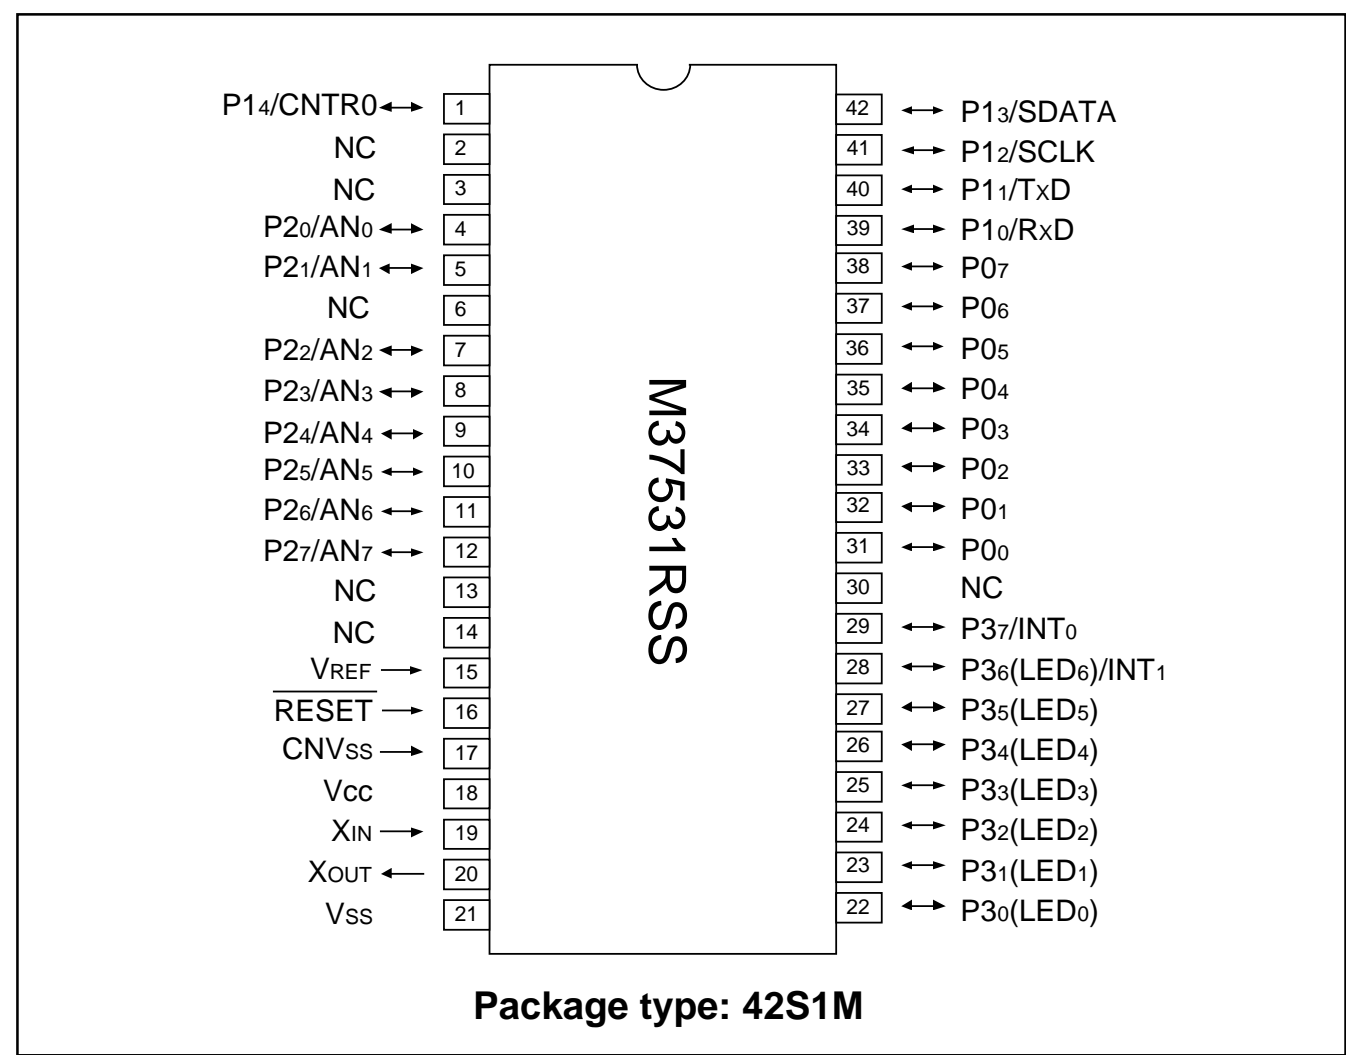 P14/CNTR0 1
NC 2
NC 3
P20/AN0 4
P21/AN1 5
NC 6
P22/AN2 7
P23/AN3 8
P24/AN4 9
P25/AN5 10
P26/AN6 11
P27/AN7 12
NC 13
NC 14
VREF 15
RESET 16
CNVSS 17
Vcc 18
XIN 19
XOUT 20
VSS 21
M37531RSS
42 P13/SDATA
41 P12/SCLK
40 P11/TXD
39 P10/RXD
38 P07
37 P06
36 P05
35 P04
34 P03
33 P02
32 P01
31 P00
30 NC
29 P37/INT0
28 P36(LED6)/INT1
27 P35(LED5)
26 P34(LED4)
25 P33(LED3)
24 P32(LED2)
23 P31(LED1)
22 P30(LED0)
Package type: 42S1M